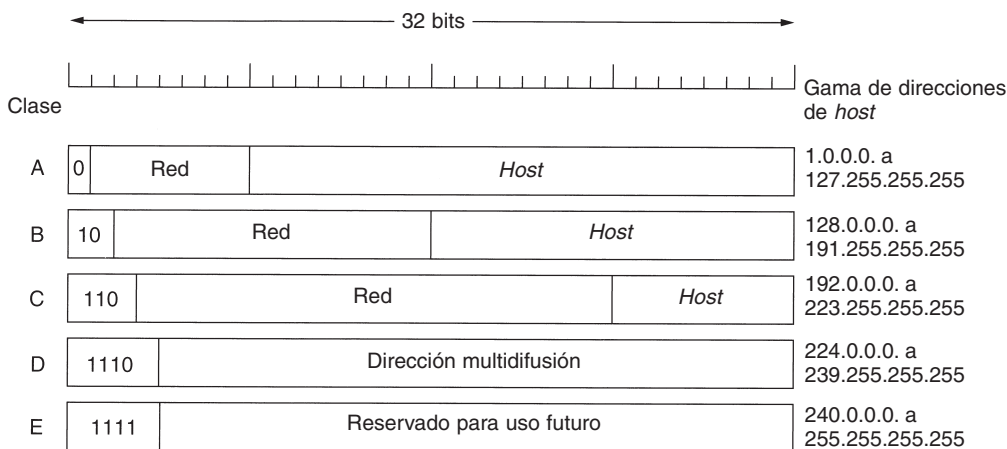 32 bits
Clase
Gama de direcciones
de host
A
0
Red
Host
1.0.0.0. a
127.255.255.255
B
10
Red
Host
128.0.0.0. a
191.255.255.255
C
110
Red
Host
192.0.0.0. a
223.255.255.255
D
1110
Dirección multidifusión
224.0.0.0. a
239.255.255.255
E
1111
Reservado para uso futuro
240.0.0.0. a
255.255.255.255